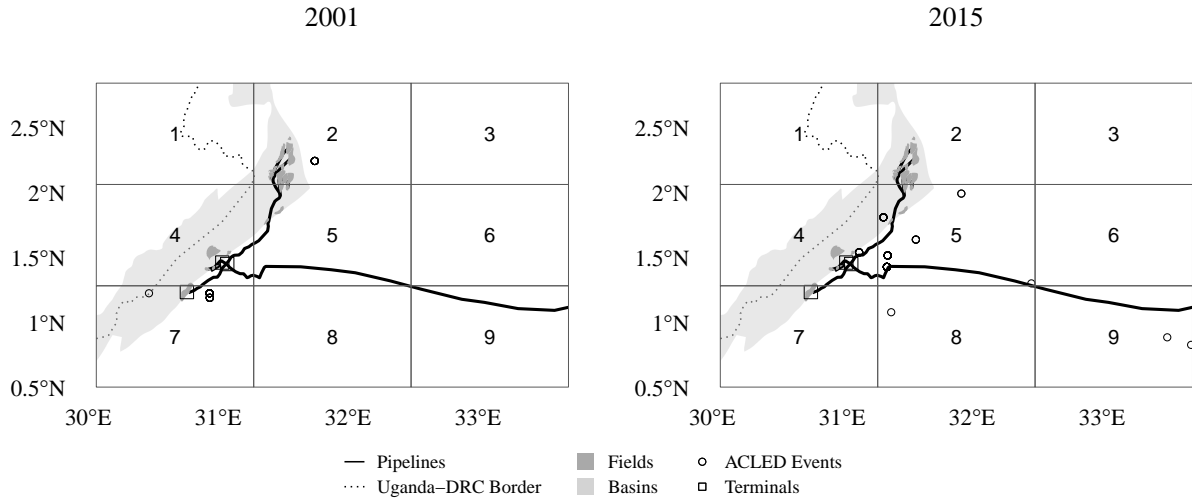 2001 2015
2.5°N 1 2 3 2.5°N 1 2 3
2°N 2°N
4 5 6 4 5 6
1.5°N 1.5°N
1°N 7 8 9 1°N 7 8 9
0.5°N 0.5°N
30°E 31°E 32°E 33°E 30°E 31°E 32°E 33°E
Pipelines Fields ACLED Events
Uganda−DRC Border Basins Terminals